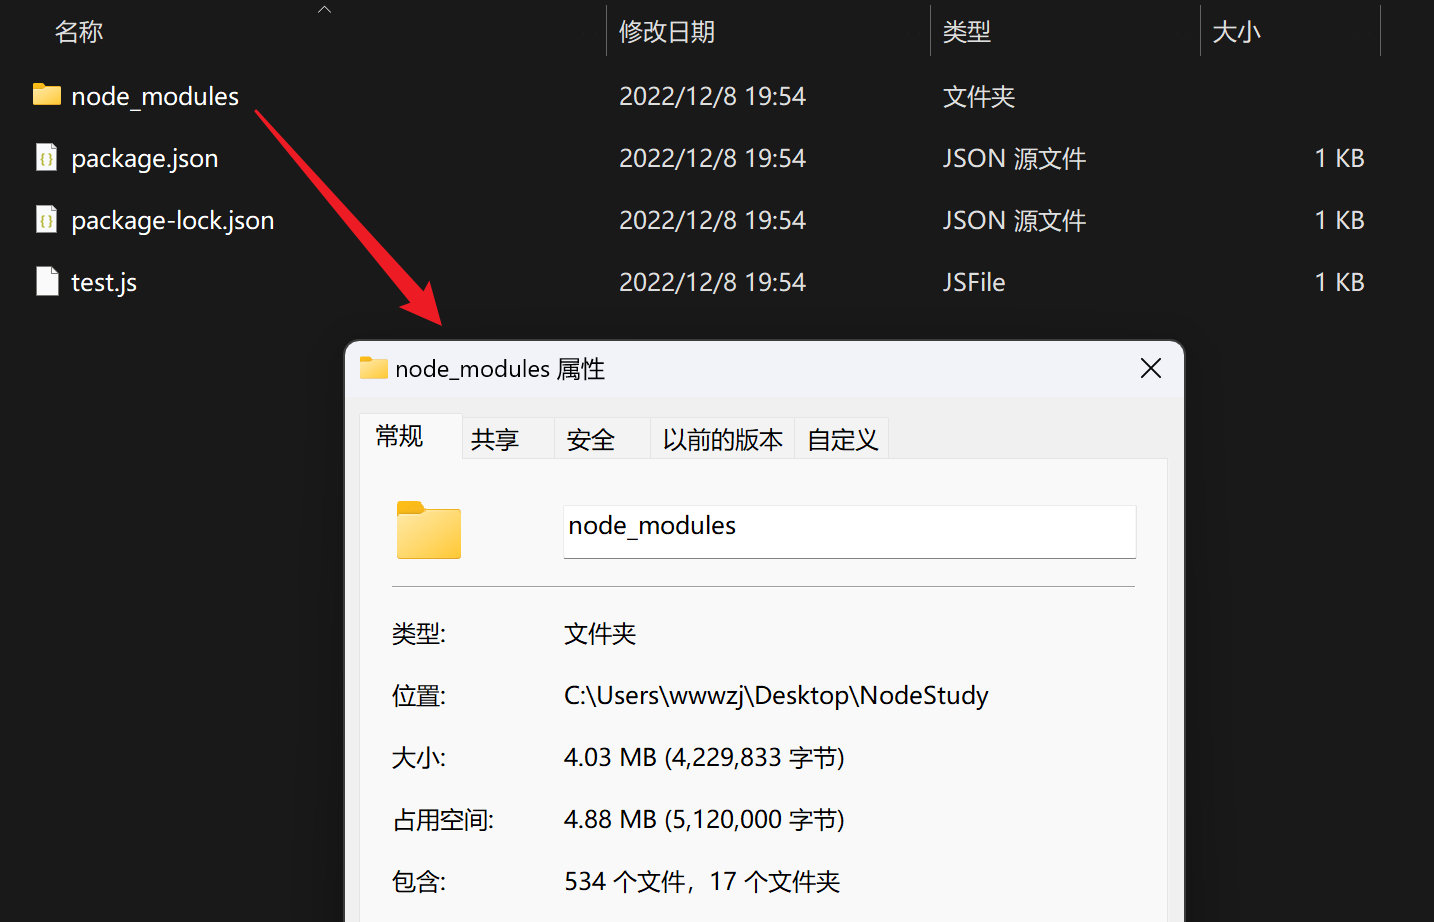 名称 修改日期 类型 大小
node_modules 2022/12/8 19:54 文件夹
package.json 2022/12/8 19:54 JSON 源文件 1 KB
package-lock.json 2022/12/8 19:54 JSON 源文件 1 KB
test.js 2022/12/8 19:54 JSFile 1 KB
node_modules 属性
常规 共享 安全 以前的版本 自定义
node_modules
类型: 文件夹
位置: C:\Users\wwwzj\Desktop\NodeStudy
大小: 4.03 MB (4,229,833 字节)
占用空间: 4.88 MB (5,120,000 字节)
包含: 534 个文件，17 个文件夹